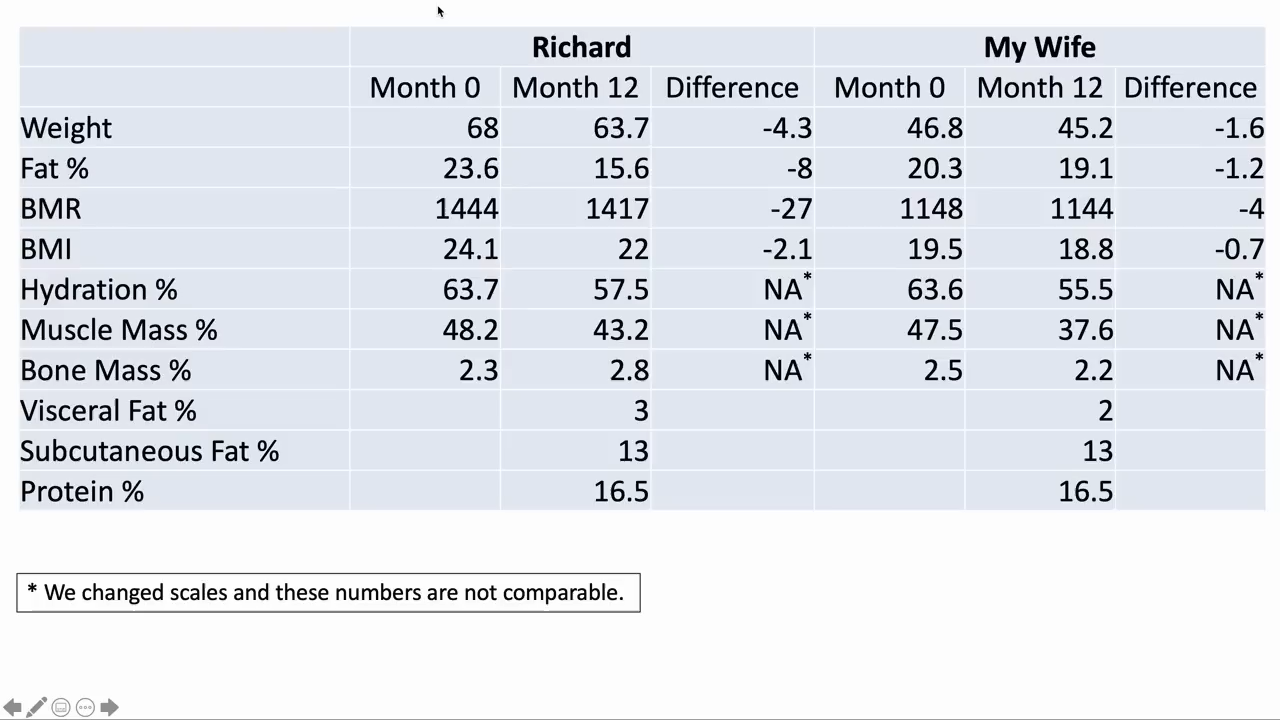 Richard My Wife
Month 0 Month 12 Difference Month 0 Month 12 Difference
Weight 68 63.7 -4.3 46.8 45.2 -1.6
Fat % 23.6 15.6 -8 20.3 19.1 -1.2
BMR 1444 1417 -27 1148 1144 -4
BMI 24.1 22 -2.1 19.5 18.8 -0.7
Hydration % 63.7 57.5 NA* 63.6 55.5 NA*
Muscle Mass % 48.2 43.2 NA* 47.5 37.6 NA*
Bone Mass % 2.3 2.8 NA* 2.5 2.2 NA*
Visceral Fat % 3 2
Subcutaneous Fat % 13 13
Protein % 16.5 16.5
* We changed scales and these numbers are not comparable.